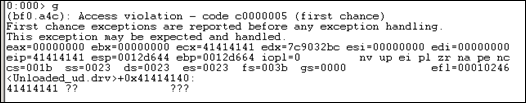 0:000> g
(bf0.a4c): Access violation - code c0000005 (first chance)
First chance exceptions are reported before any exception handling.
This exception may be expected and handled.
eax=00000000 ebx=00000000 ecx=41414141 edx=7c9032bc esi=00000000 edi=00000000
eip=41414141 esp=0012d644 ebp=0012d664 iopl=0 nv up ei pl zr na pe nc
cs=001b ss=0023 ds=0023 es=0023 fs=003b gs=0000 efl=00010246
<Unloaded_ud.drv>+0x41414140:
41414141 ?? ???